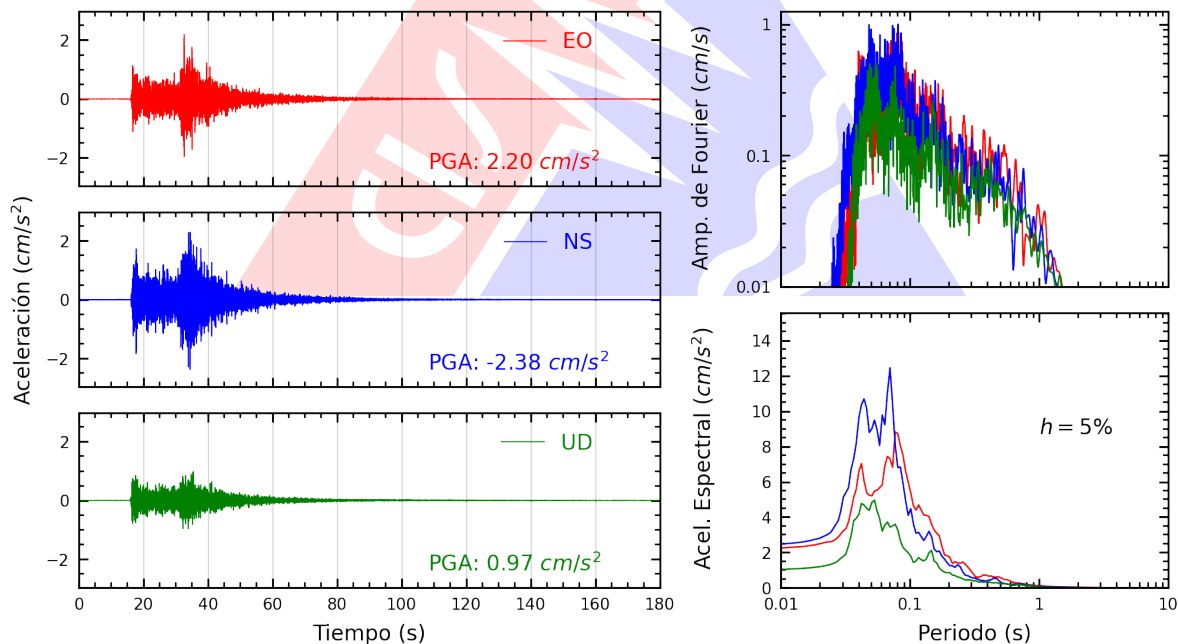 Aceleración (cm/s²)
2
0
−2
EO
PGA: 2.20 cm/s²
2
0
−2
NS
PGA: -2.38 cm/s²
2
0
−2
UD
PGA: 0.97 cm/s²
0 20 40 60 80 100 120 140 160 180
Tiempo (s)
Amp. de Fourier (cm/s)
1
0.1
0.01
Acel. Espectral (cm/s²)
14
12
10
8
6
4
2
0
h = 5%
0.01 0.1 1 10
Periodo (s)